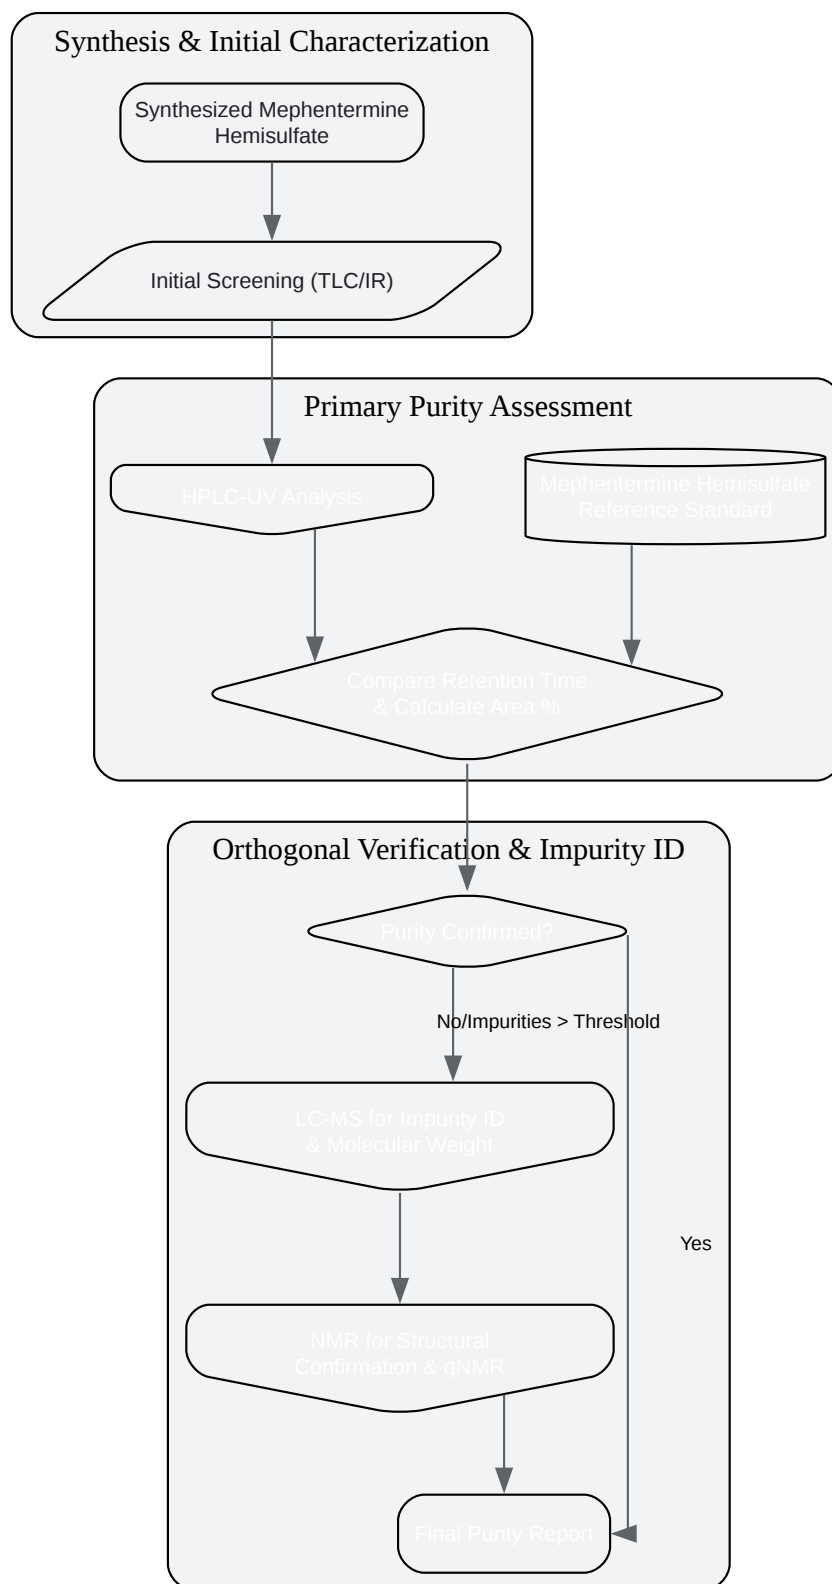 Synthesis & Initial Characterization
Synthesized Mephentermine
Hemisulfate
Initial Screening (TLC/IR)
Primary Purity Assessment
HPLC-UV Analysis
Mephentermine Hemisulfate
Reference Standard
Compare Retention Time
& Calculate Area %
Orthogonal Verification & Impurity ID
Purity Confirmed?
No/Impurities > Threshold
LC-MS for Impurity ID
& Molecular Weight
Yes
NMR for Structural
Confirmation & qNMR
Final Purity Report